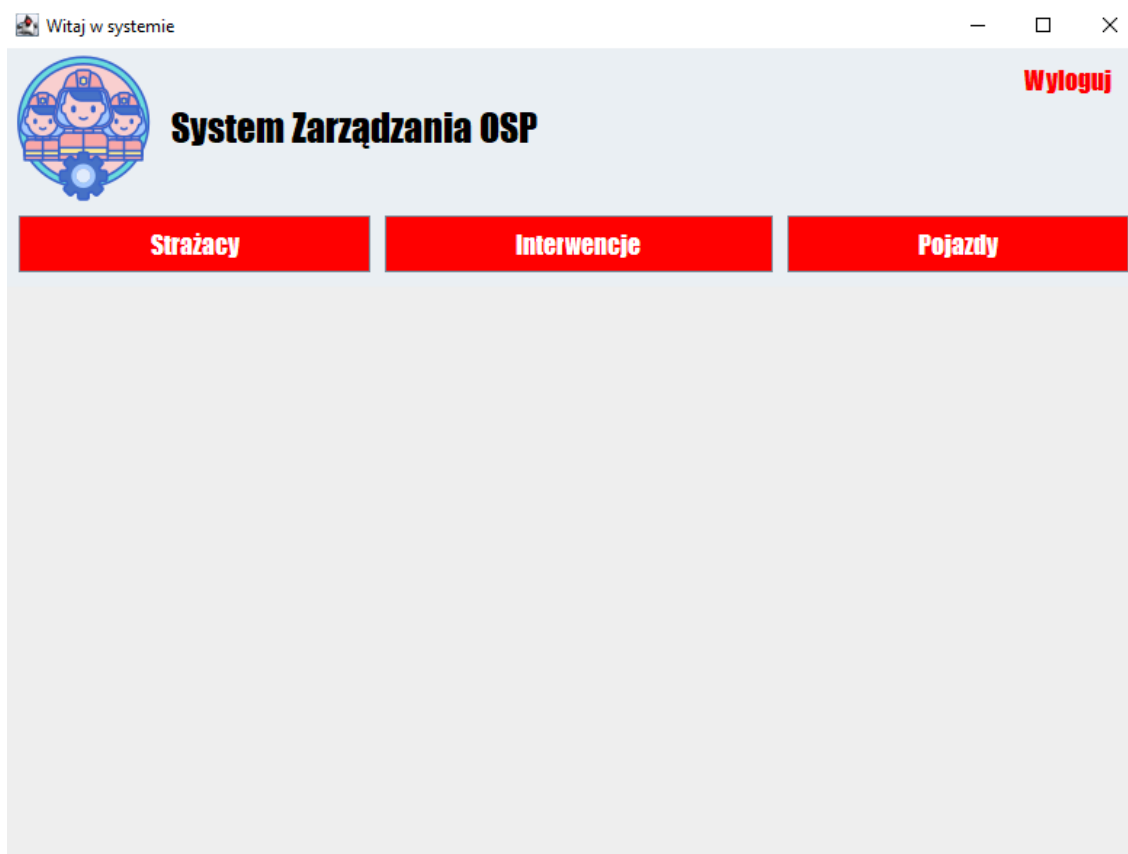 Witaj w systemie
Wyloguj
System Zarządzania OSP
Strażacy Interwencje Pojazdy